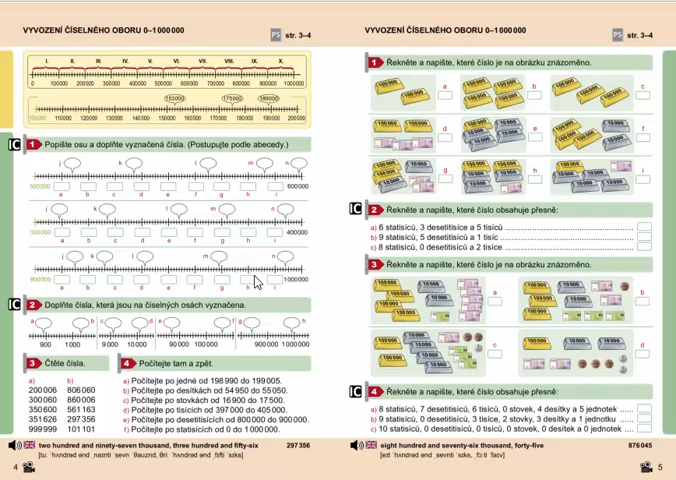 VYVOZENÍ ČÍSELNÉHO OBORU 0–1 000 000
PS str. 3–4
I. II. III. IV. V. VI. VII. VIII. IX. X.
0 100000 200000 300000 400000 500000 600000 700000 800000 900000 1000000
153000 175000 189000
100000 110000 120000 130000 140000 150000 160000 170000 180000 190000 200000
IC 1 Popište osu a doplňte vyznačená čísla. (Postupujte podle abecedy.)
j k l m n
500000 600000
a b c d e f g h i
j k l m n
300000 400000
a b c d e f g h i
j k l m n
900000 1000000
a b c d e f g h i
IC 2 Doplňte čísla, která jsou na číselných osách vyznačena.
a b c d e f g h
900 1000 9000 10000 90000 100000 900000 1000000
3 Čtěte čísla.
a) b)
200 006 806 060
300 060 860 006
350 600 561 163
351 626 297 356
999 999 101 101
4 Počítejte tam a zpět.
a) Počítejte po jedné od 198 990 do 199 005.
b) Počítejte po desítkách od 54 950 do 55 050.
c) Počítejte po stovkách od 16 900 do 17 500.
d) Počítejte po tisících od 397 000 do 405 000.
e) Počítejte po desetitisících od 800 000 do 900 000.
f) Počítejte po statisících od 0 do 1 000 000.
two hundred and ninety-seven thousand, three hundred and fifty-six 297 356
4
VYVOZENÍ ČÍSELNÉHO OBORU 0–1 000 000
PS str. 3–4
1 Řekněte a napište, které číslo je na obrázku znázorněno.
a b c
d e f
g h i
IC 2 Řekněte a napište, které číslo obsahuje přesně:
a) 6 statisíců, 3 desetitisíce a 5 tisíců
b) 9 statisíců, 5 desetitisíců a 1 tisíc
c) 8 statisíců, 0 desetitisíců a 2 tisíce
3 Řekněte a napište, které číslo je na obrázku znázorněno.
a b
c d
IC 4 Řekněte a napište, které číslo obsahuje přesně:
a) 8 statisíců, 7 desetitisíců, 6 tisíců, 0 stovek, 4 desítky a 5 jednotek
b) 9 statisíců, 0 desetitisíců, 3 tisíce, 2 stovky, 3 desítky a 1 jednotku
c) 10 statisíců, 0 desetitisíců, 0 tisíců, 0 stovek, 0 desítek a 0 jednotek
eight hundred and seventy-six thousand, forty-five 876 045
5